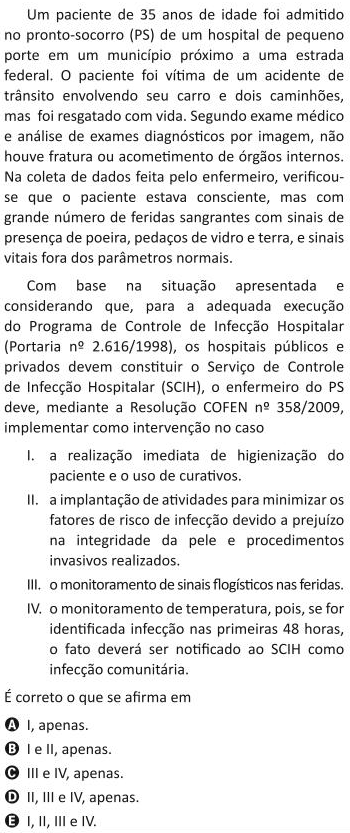 Um paciente de 35 anos de idade foi admitido
no pronto-socorro (PS) de um hospital de pequeno
porte em um município próximo a uma estrada
federal. O paciente foi vítima de um acidente de
trânsito envolvendo seu carro e dois caminhões,
mas foi resgatado com vida. Segundo exame médico
e análise de exames diagnósticos por imagem, não
houve fratura ou acometimento de órgãos internos.
Na coleta de dados feita pelo enfermeiro, verificou-
se que o paciente estava consciente, mas com
grande número de feridas sangrantes com sinais de
presença de poeira, pedaços de vidro e terra, e sinais
vitais fora dos parâmetros normais.
Com base na situação apresentada e
considerando que, para a adequada execução
do Programa de Controle de Infecção Hospitalar
(Portaria nº 2.616/1998), os hospitais públicos e
privados devem constituir o Serviço de Controle
de Infecção Hospitalar (SCIH), o enfermeiro do PS
deve, mediante a Resolução COFEN nº 358/2009,
implementar como intervenção no caso
I. a realização imediata de higienização do
paciente e o uso de curativos.
II. a implantação de atividades para minimizar os
fatores de risco de infecção devido a prejuízo
na integridade da pele e procedimentos
invasivos realizados.
III. o monitoramento de sinais flogísticos nas feridas.
IV. o monitoramento de temperatura, pois, se for
identificada infecção nas primeiras 48 horas,
o fato deverá ser notificado ao SCIH como
infecção comunitária.
É correto o que se afirma em
A I, apenas.
B I e II, apenas.
C III e IV, apenas.
D II, III e IV, apenas.
E I, II, III e IV.